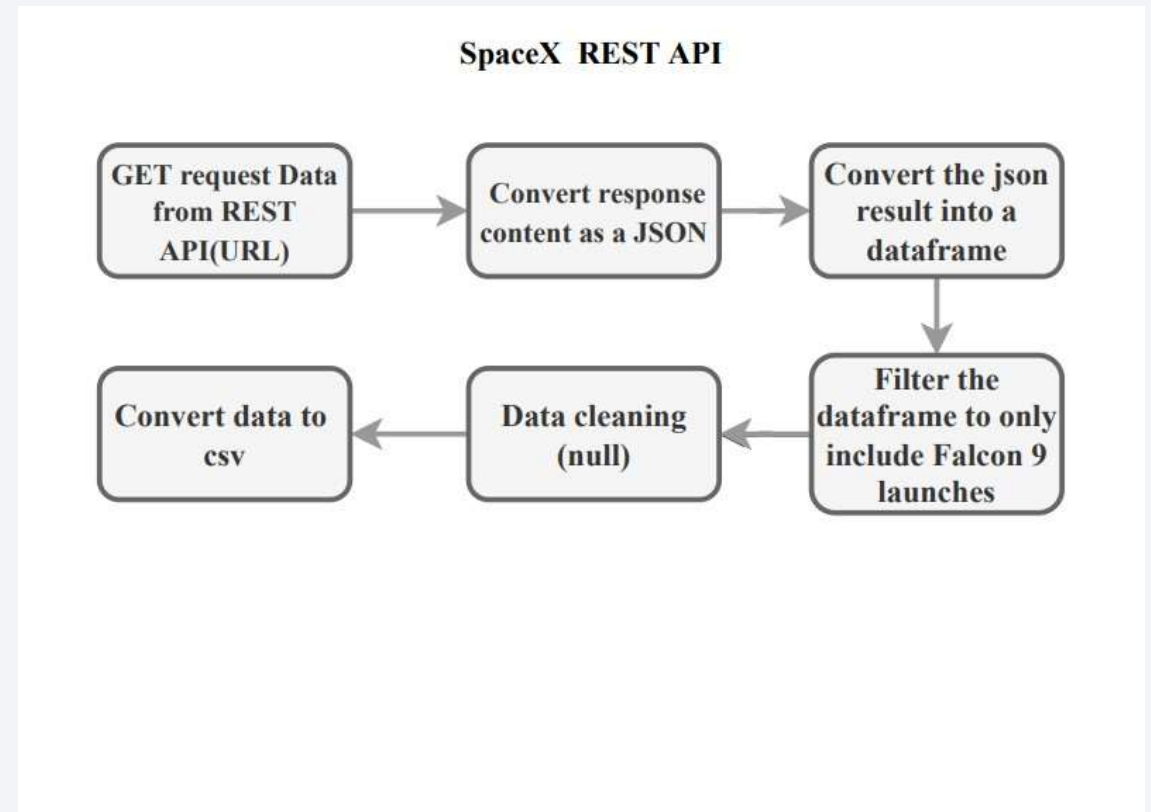 SpaceX REST API
GET request Data
from REST
API(URL)
Convert response
content as a JSON
Convert the json
result into a
dataframe
Filter the
dataframe to only
include Falcon 9
launches
Data cleaning
(null)
Convert data to
csv